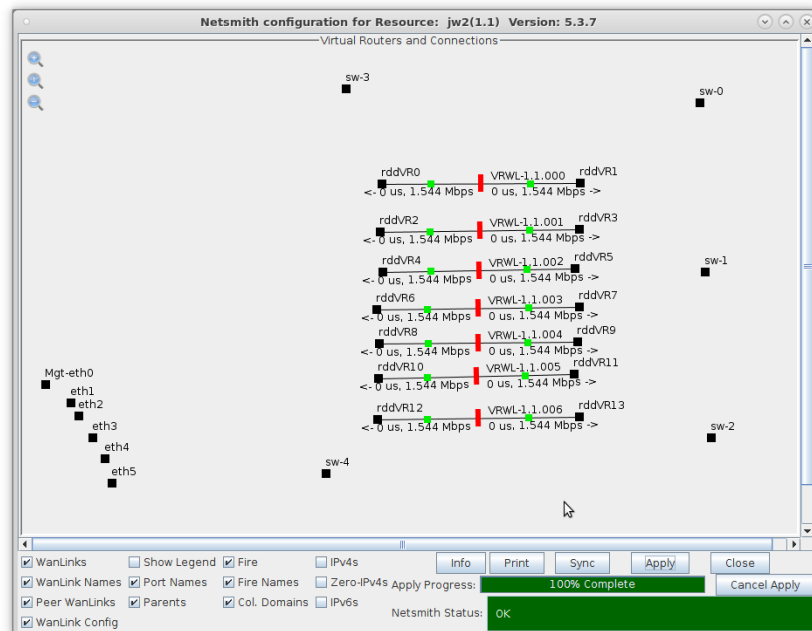 Netsmith configuration for Resource: jw2(1.1) Version: 5.3.7
Virtual Routers and Connections
sw-3
sw-0
rddVR0 VRWL-1.1.000 rddVR1
<- 0 us, 1.544 Mbps 0 us, 1.544 Mbps ->
rddVR2 VRWL-1.1.001 rddVR3
<- 0 us, 1.544 Mbps 0 us, 1.544 Mbps ->
rddVR4 VRWL-1.1.002 rddVR5
<- 0 us, 1.544 Mbps 0 us, 1.544 Mbps ->
sw-1
rddVR6 VRWL-1.1.003 rddVR7
<- 0 us, 1.544 Mbps 0 us, 1.544 Mbps ->
rddVR8 VRWL-1.1.004 rddVR9
<- 0 us, 1.544 Mbps 0 us, 1.544 Mbps ->
rddVR10 VRWL-1.1.005 rddVR11
<- 0 us, 1.544 Mbps 0 us, 1.544 Mbps ->
rddVR12 VRWL-1.1.006 rddVR13
<- 0 us, 1.544 Mbps 0 us, 1.544 Mbps ->
Mgt-eth0
eth1
eth2
eth3
eth4
eth5
sw-4
sw-2
WanLinks Show Legend Fire IPv4s Info Print Sync Apply Close
WanLink Names Port Names Fire Names Zero-IPv4s Apply Progress: 100% Complete Cancel Apply
Peer WanLinks Parents Col. Domains IPv6s Netsmith Status: OK
WanLink Config